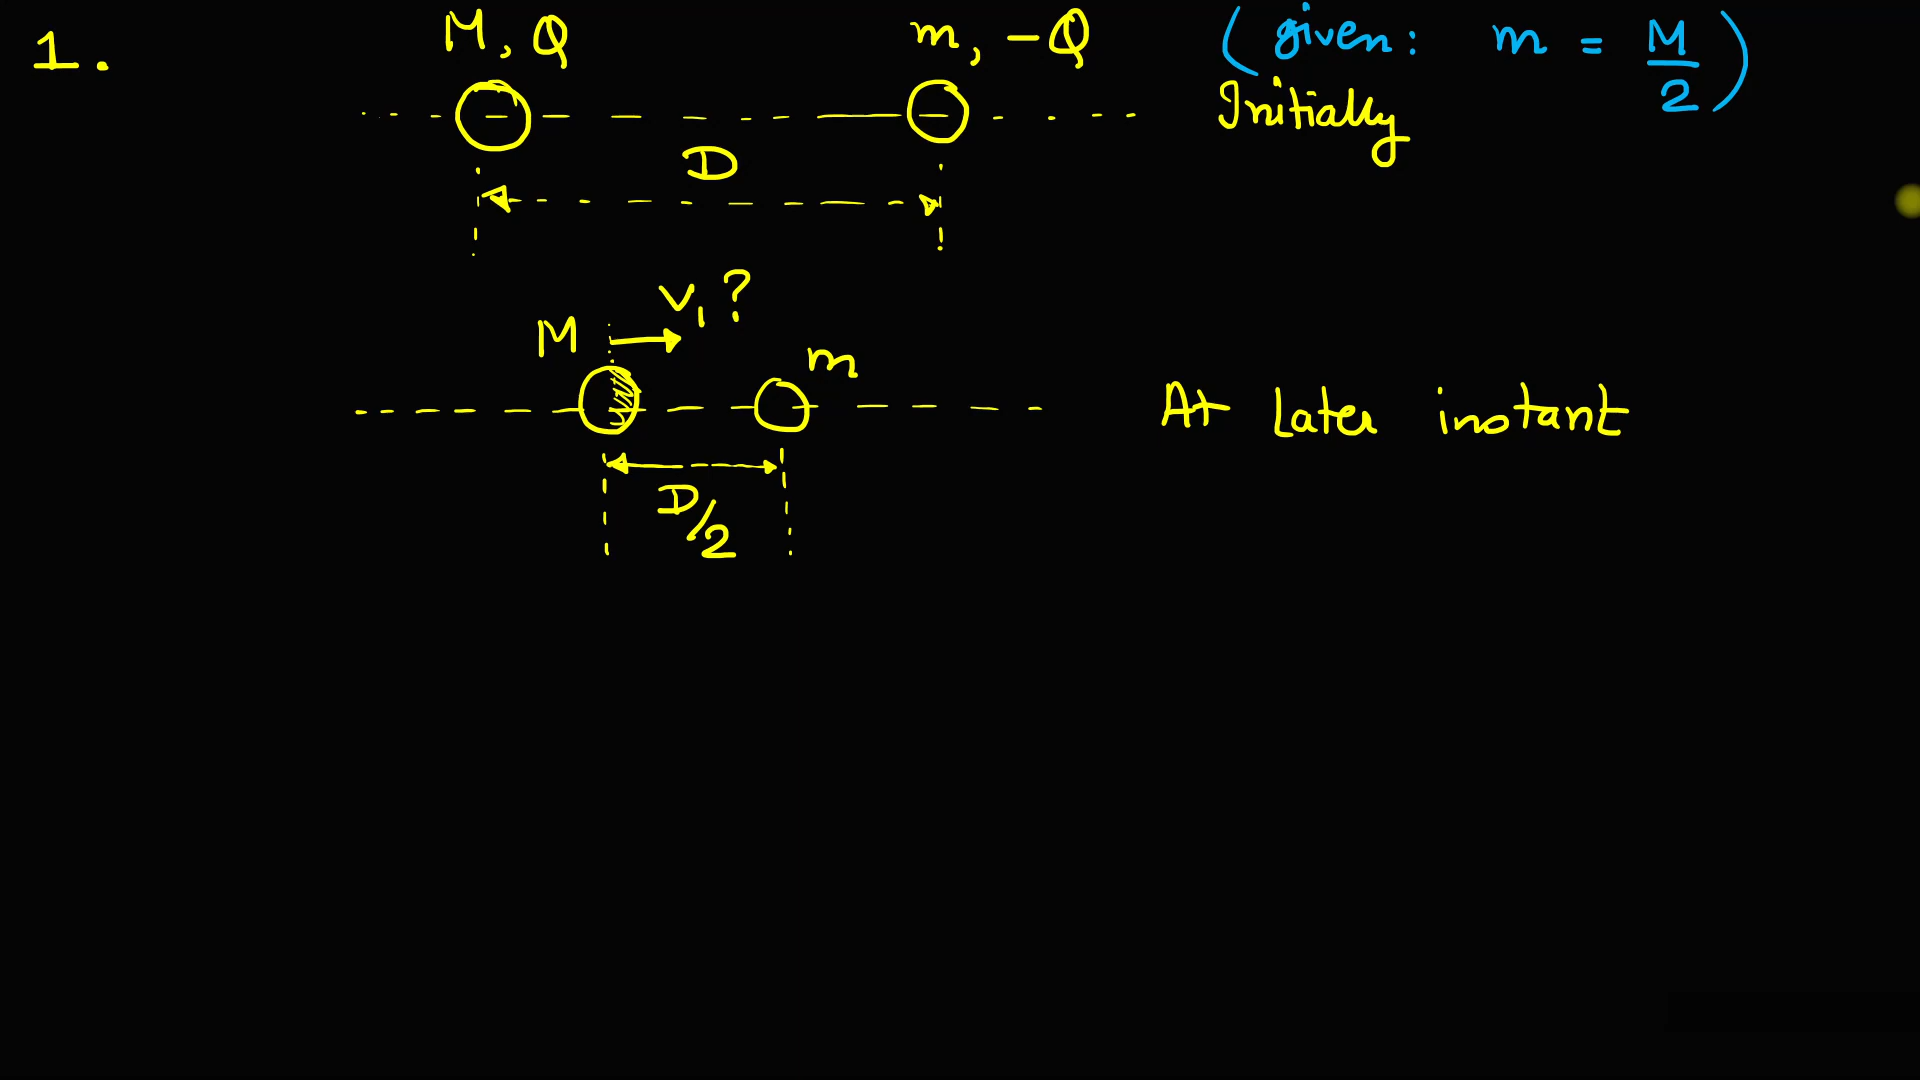 1.
M, Q
m, -Q
(given: m = M/2)
Initially
D
v₁?
M
m
At later instant
D/2